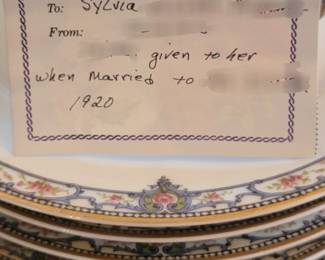 To: Sylvia
From:
given to her
when Married to
1920